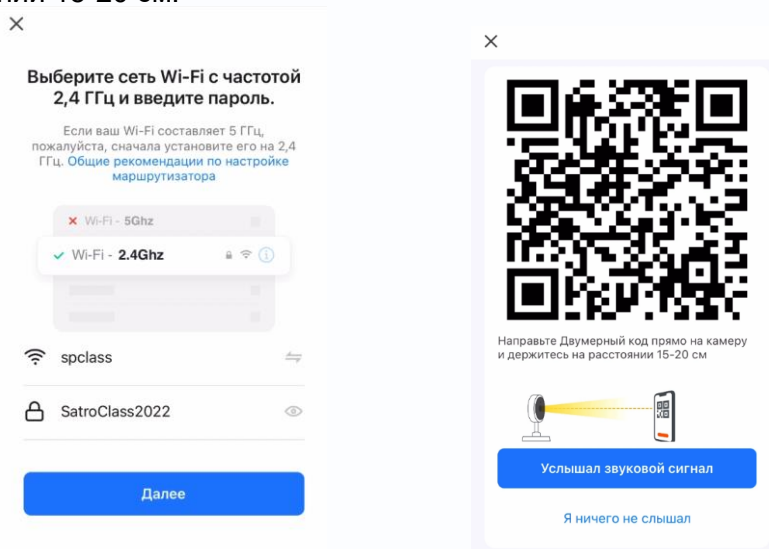 15-20 см.
Выберите сеть Wi-Fi с частотой
2,4 ГГц и введите пароль.
Если ваш Wi-Fi составляет 5 ГГц,
пожалуйста, сначала установите его на 2,4
ГГц. Общие рекомендации по настройке
маршрутизатора
Wi-Fi - 5Ghz
Wi-Fi - 2.4Ghz
spclass
SatroClass2022
Далее
Направьте Двумерный код прямо на камеру
и держитесь на расстоянии 15-20 см
Услышал звуковой сигнал
Я ничего не слышал